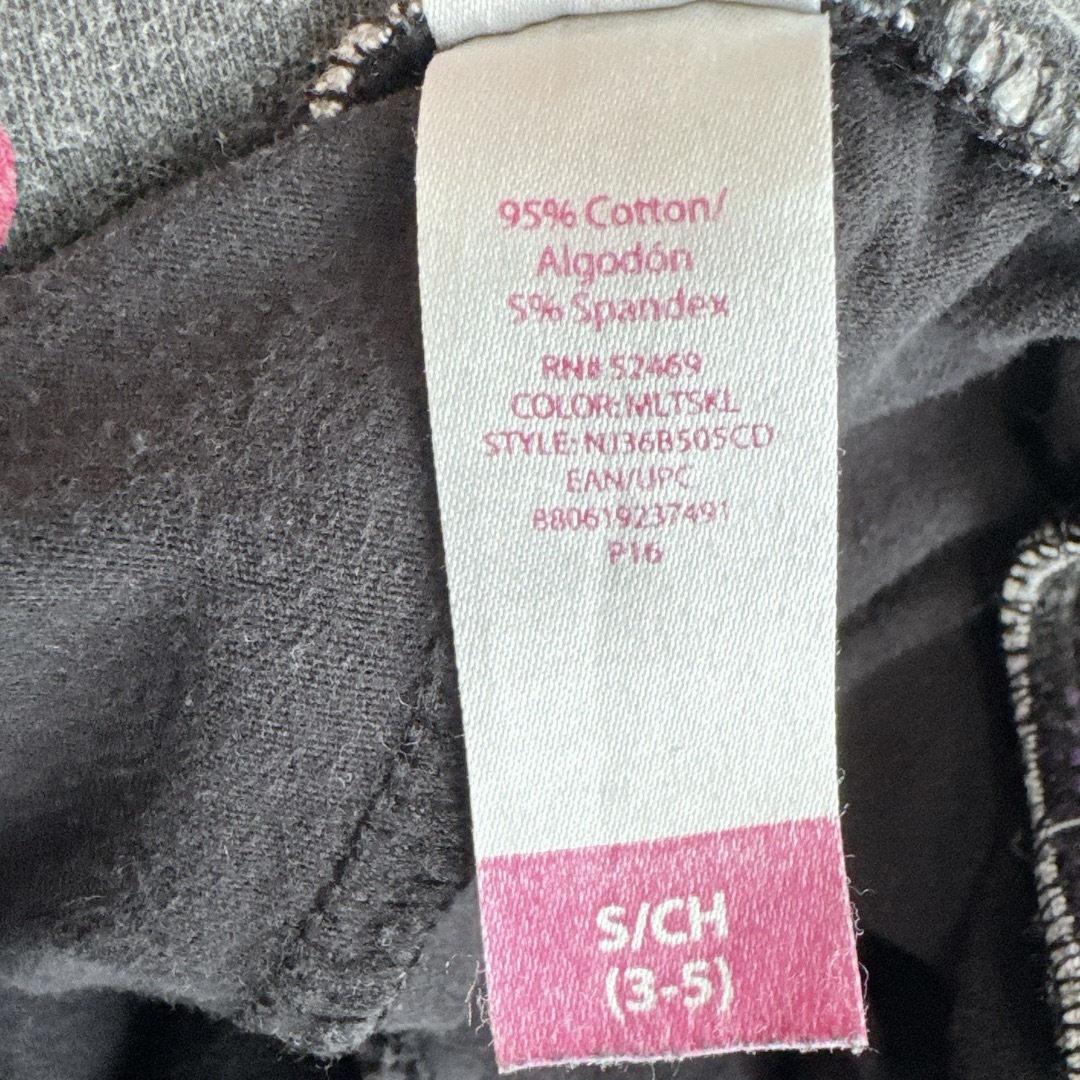 95% Cotton/
Algodón
5% Spandex
RN# 52469
COLOR: MLTSKL
STYLE: NJ36B505CD
EAN/UPC
880619237491
P16
S/CH
(3-5)